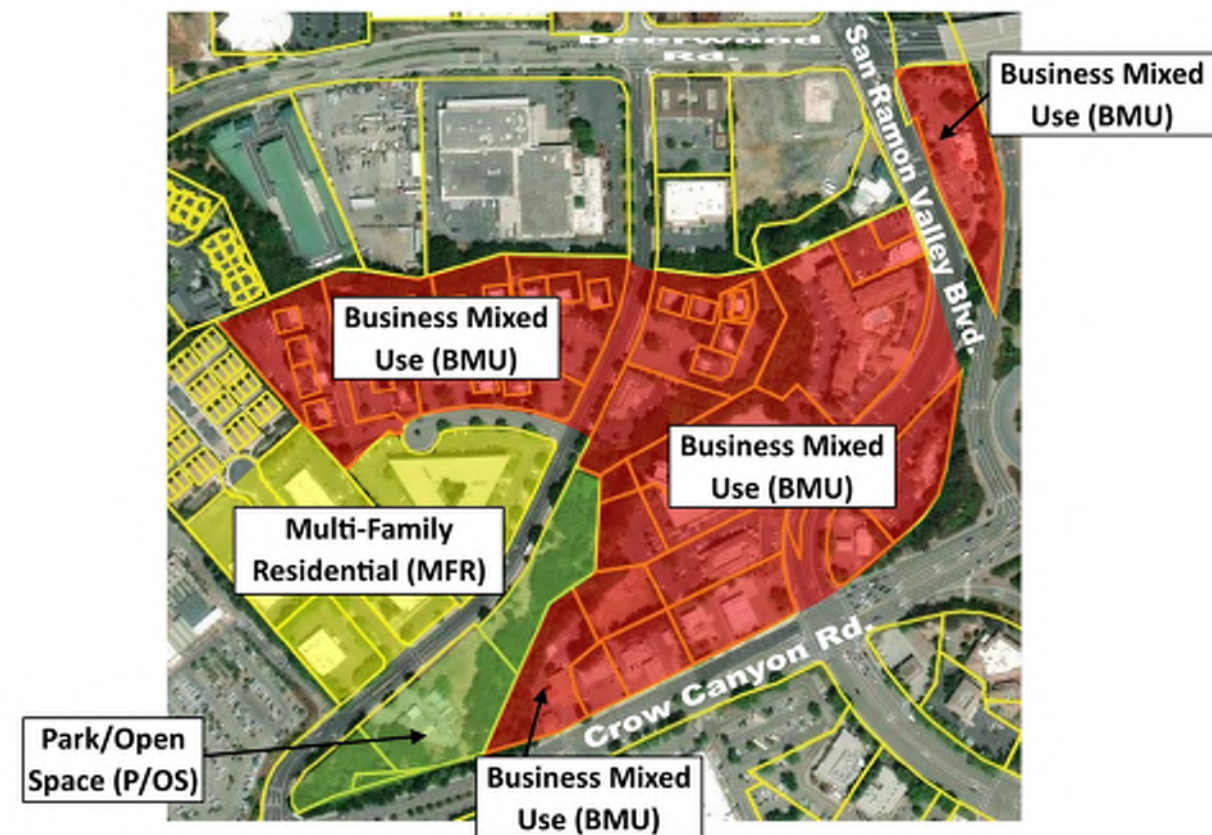 Deerwood
Rd.
San Ramon Valley Blvd.
Business Mixed
Use (BMU)
Business Mixed
Use (BMU)
Business Mixed
Use (BMU)
Multi-Family
Residential (MFR)
Crow Canyon Rd.
Park/Open
Space (P/OS)
Business Mixed
Use (BMU)